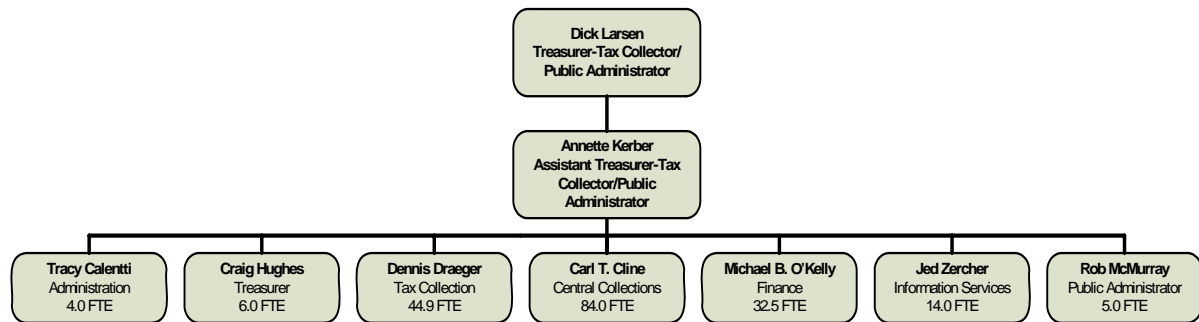 Dick Larsen
Treasurer-Tax Collector/
Public Administrator
Annette Kerber
Assistant Treasurer-Tax
Collector/Public
Administrator
Tracy Calentti
Administration
4.0 FTE
Craig Hughes
Treasurer
6.0 FTE
Dennis Draeger
Tax Collection
44.9 FTE
Carl T. Cline
Central Collections
84.0 FTE
Michael B. O'Kelly
Finance
32.5 FTE
Jed Zercher
Information Services
14.0 FTE
Rob McMurray
Public Administrator
5.0 FTE